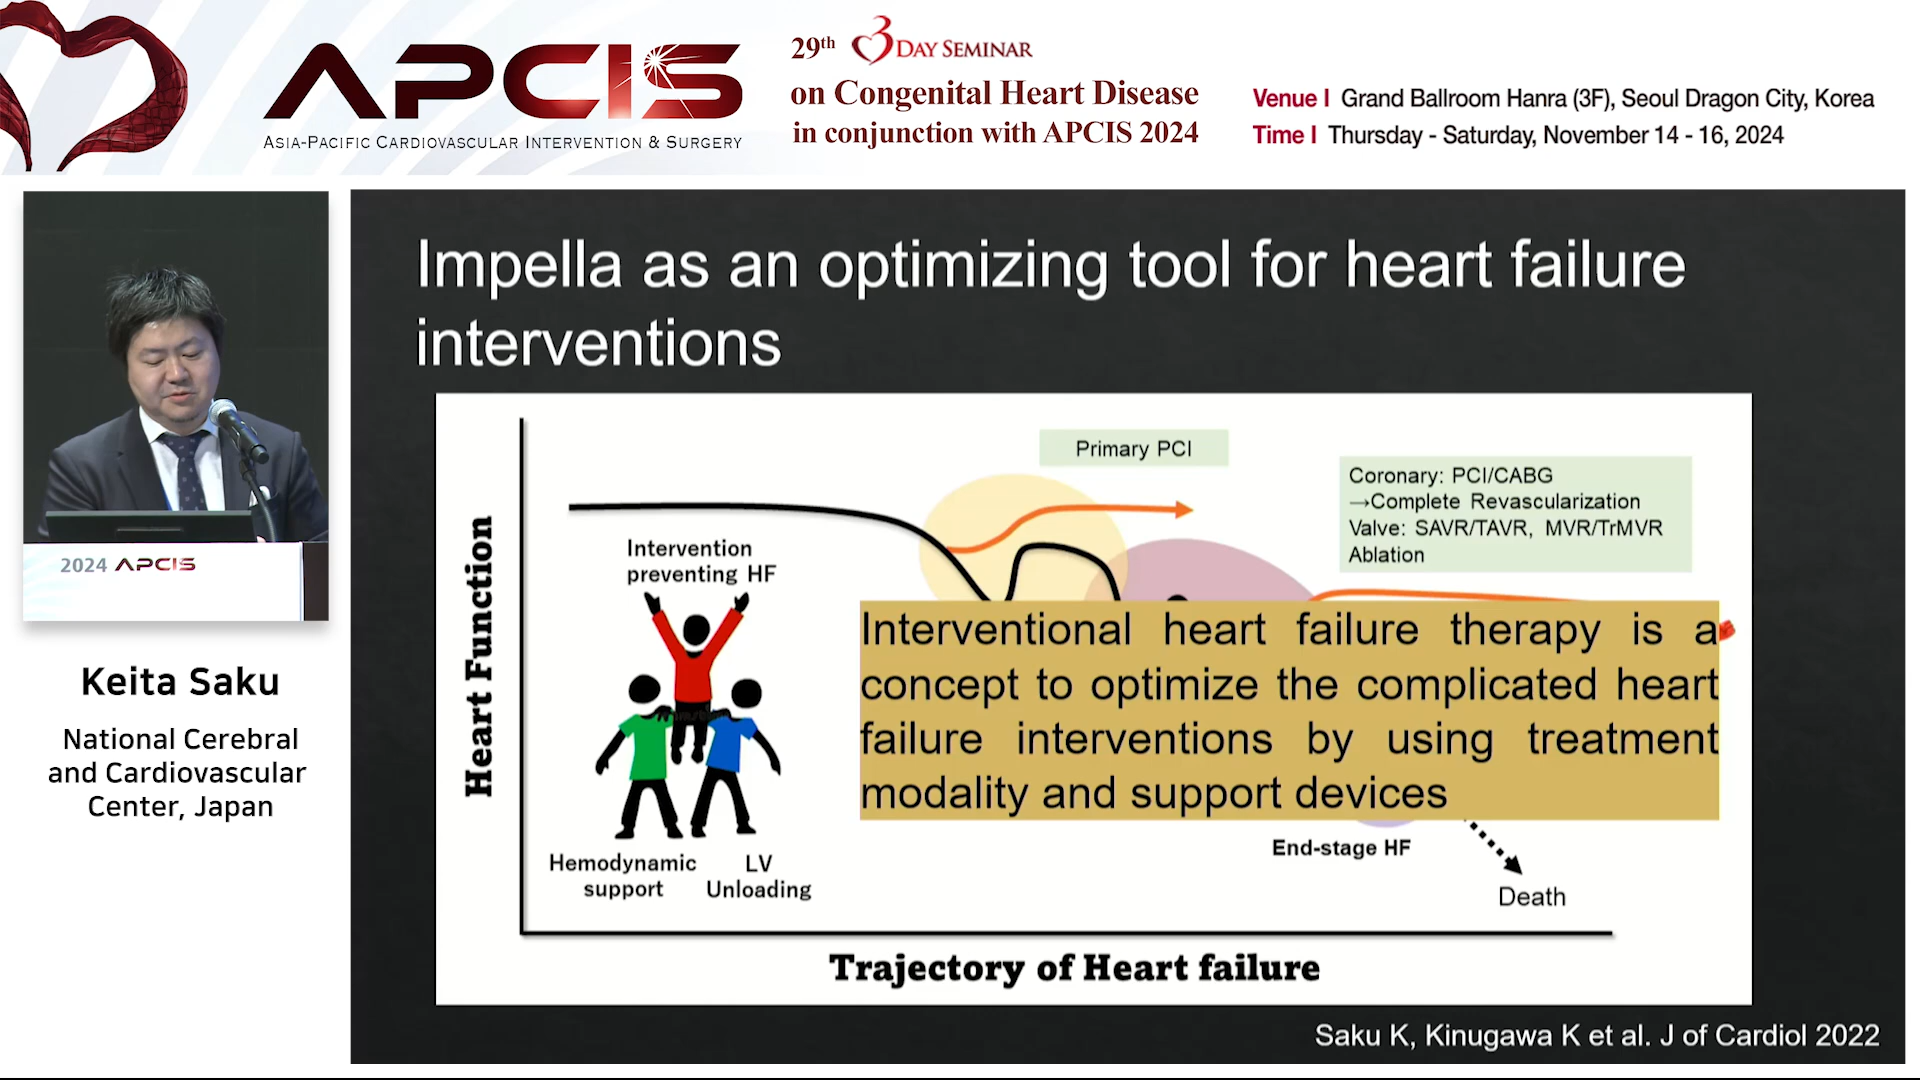 APCIS
ASIA-PACIFIC CARDIOVASCULAR INTERVENTION & SURGERY
29th 3 DAY SEMINAR
on Congenital Heart Disease
in conjunction with APCIS 2024
Venue I Grand Ballroom Hanra (3F), Seoul Dragon City, Korea
Time I Thursday - Saturday, November 14 - 16, 2024
2024 APCIS
Keita Saku
National Cerebral
and Cardiovascular
Center, Japan
Impella as an optimizing tool for heart failure
interventions
Heart Function
Primary PCI
Coronary: PCI/CABG
→Complete Revascularization
Valve: SAVR/TAVR, MVR/TrMVR
Ablation
Intervention
preventing HF
Hemodynamic
support
LV
Unloading
Interventional heart failure therapy is a
concept to optimize the complicated heart
failure interventions by using treatment
modality and support devices
End-stage HF
Death
Trajectory of Heart failure
Saku K, Kinugawa K et al. J of Cardiol 2022